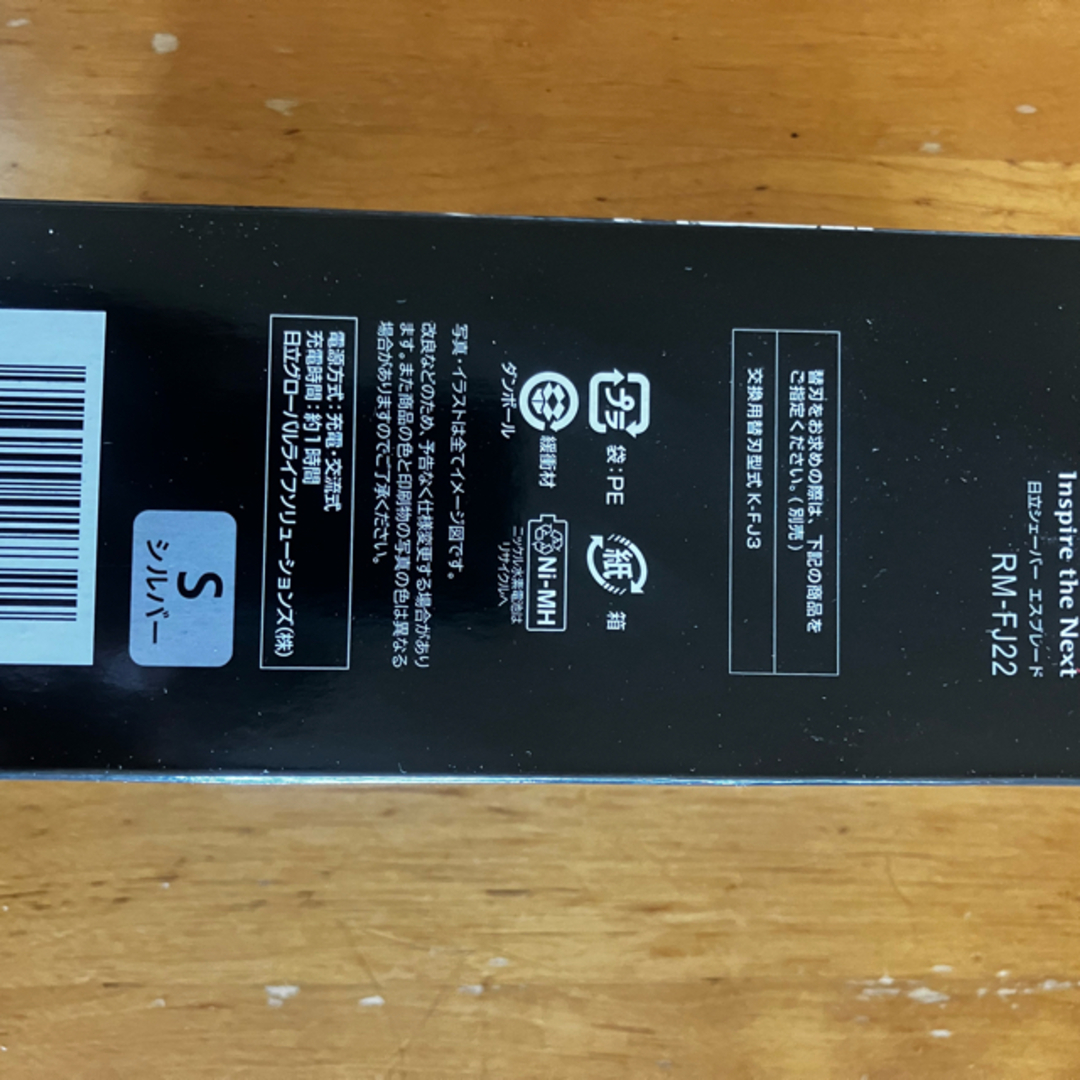 Inspire the Next
日立シェーバー エスブレード
RM-FJ22
替刃をお求めの際は、下記の商品を
ご指定ください。(別売)
交換用替刃型式 K-FJ3
プラ
袋:PE
紙
箱
緩衝材
ダンボール
Ni-MH
ニッケル水素電池は
リサイクルへ
写真・イラストは全てイメージ図です。
改良などのため、予告なく仕様変更する場合があり
ます。また商品の色と印刷物の写真の色は異なる
場合がありますのでご了承ください。
電源方式:充電・交流式
充電時間:約1時間
日立グローバルライフソリューションズ(株)
S
シルバー